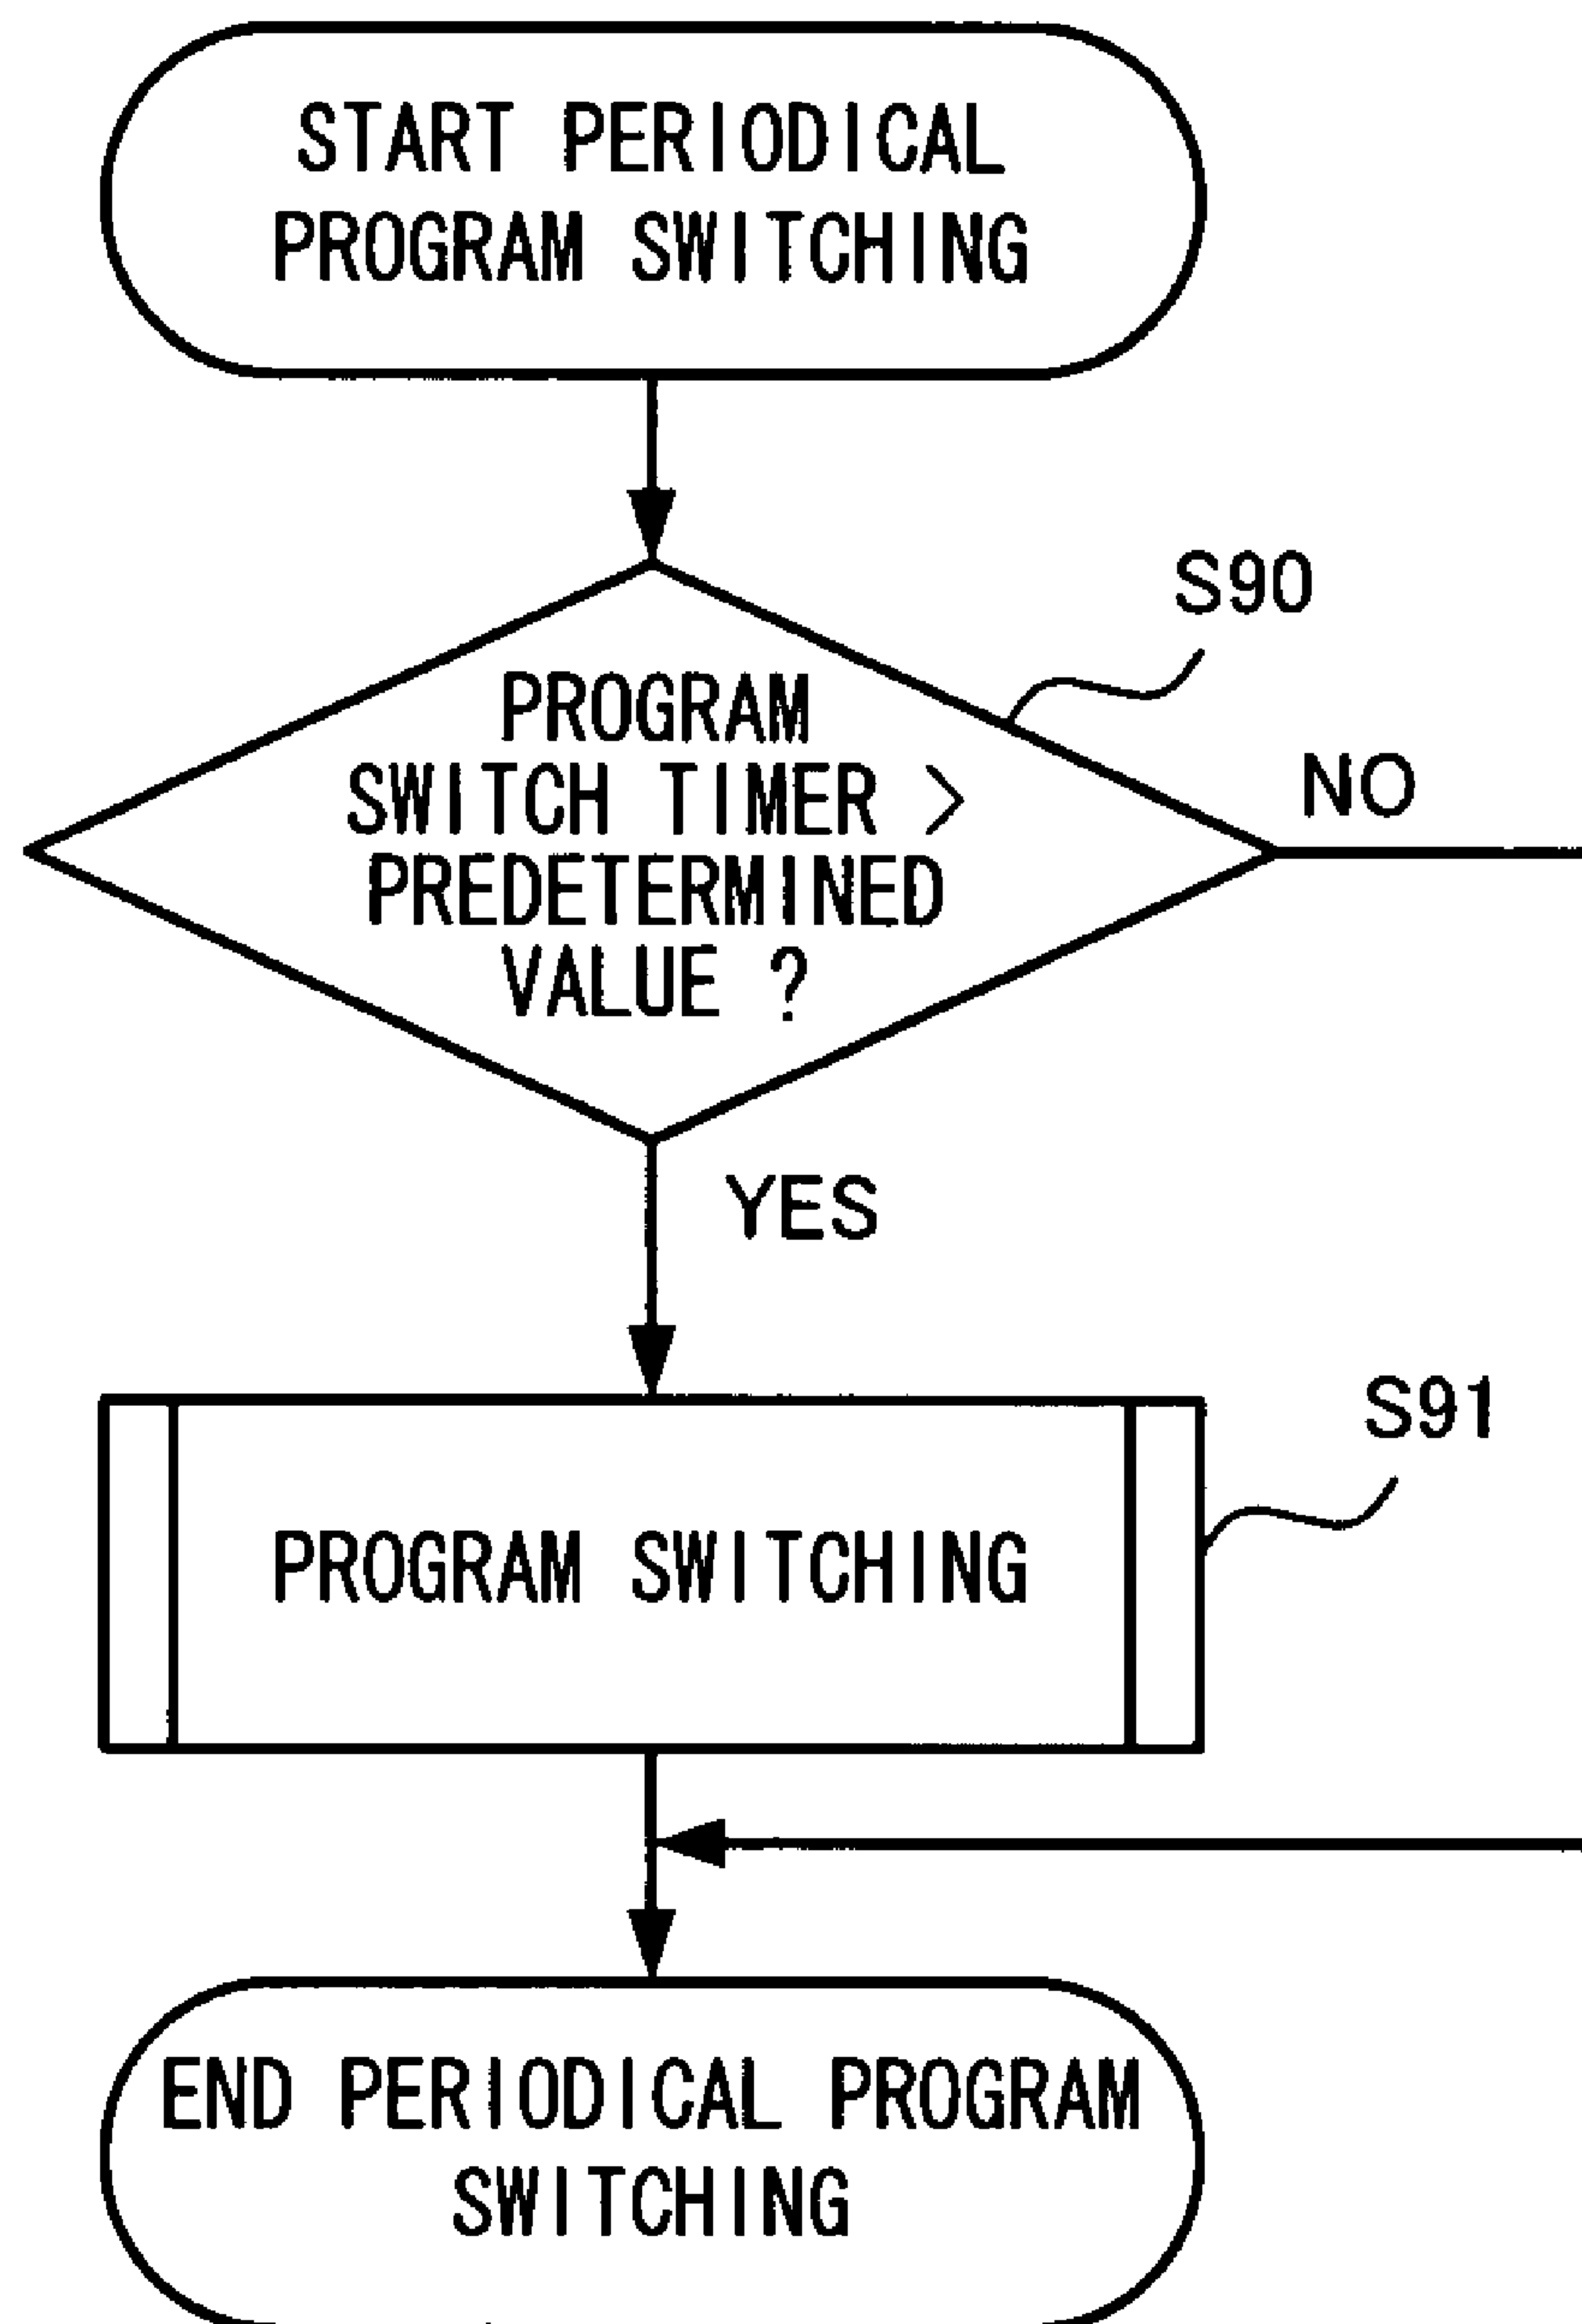 START PERIODICAL
PROGRAM SWITCHING
S90
PROGRAM
SWITCH TIMER >
PREDETERMINED
VALUE ?
NO
YES
S91
PROGRAM SWITCHING
END PERIODICAL PROGRAM
SWITCHING